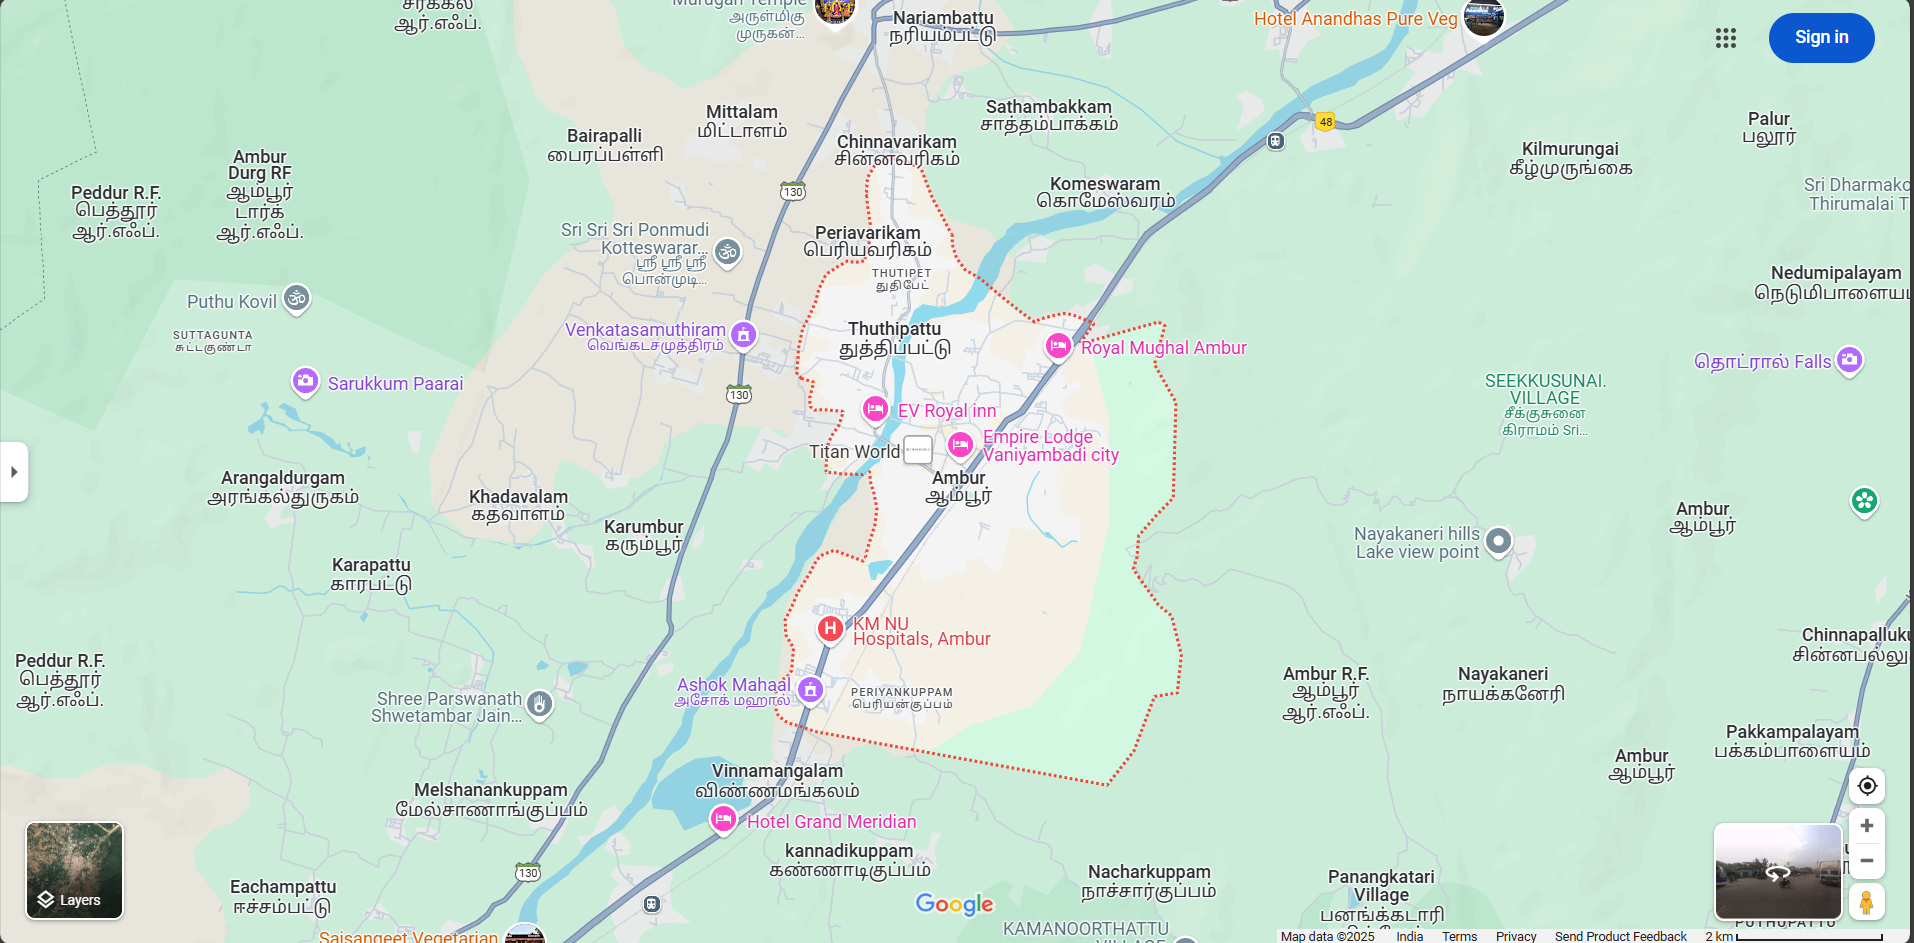 சரக்கல்
ஆர்.எஃப்.
Murugan Temple
அருள்மிகு
முருகன்...
Nariambattu
நரியம்பட்டு
Hotel Anandhas Pure Veg
Sign in
48
Mittalam
மிட்டாளம்
Sathambakkam
சாத்தம்பாக்கம்
Palur
பலூர்
Bairapalli
பைரப்பள்ளி
Chinnavarikam
சின்னவரிகம்
Kilmurungai
கீழ்முருங்கை
Ambur
Durg RF
ஆம்பூர்
டார்க்
ஆர்.எஃப்.
Peddur R.F.
பெத்தூர்
ஆர்.எஃப்.
130
Komeswaram
கொமேஸ்வரம்
Sri Dharmako
Thirumalai T
Sri Sri Sri Ponmudi
Kotteswarar...
ஸ்ரீ ஸ்ரீ ஸ்ரீ
பொன்முடி...
Periyavarikam
பெரியவரிகம்
THUTIPET
துதிபேட்
Nedumipalayam
நெடுமிபாளைய
Puthu Kovil
SUTTAGUNTA
சுட்டகுண்டா
Venkatasamuthiram
வெங்கடசமுத்திரம்
Thuthipattu
துத்திப்பட்டு
Royal Mughal Ambur
தொட்ரால் Falls
Sarukkum Paarai
130
SEEKKUSUNAI.
VILLAGE
சீக்குசுனை
கிராமம் Sri...
EV Royal inn
Empire Lodge
Vaniyambadi city
Titan World
Ambur
ஆம்பூர்
Arangaldurgam
அரங்கல்துருகம்
Khadavalam
கதவாளம்
Karumbur
கரும்பூர்
Ambur
ஆம்பூர்
Nayakaneri hills
Lake view point
Karapattu
காரபட்டு
KM NU
Hospitals, Ambur
Chinnapalluku
சின்னபல்லு
Peddur R.F.
பெத்தூர்
ஆர்.எஃப்.
Ashok Mahaal
அசோக் மஹால்
PERIYANKUPPAM
பெரியன்குப்பம்
Ambur R.F.
ஆம்பூர்
ஆர்.எஃப்.
Nayakaneri
நாயக்கனேரி
Shree Parswanath
Shwetambar Jain...
Pakkampalayam
பக்கம்பாளையம்
Ambur
ஆம்பூர்
Vinnamangalam
விண்ணமங்கலம்
Melshanankuppam
மேல்சாணாங்குப்பம்
Hotel Grand Meridian
kannadikuppam
கண்ணாடிகுப்பம்
130
Nacharkuppam
நாச்சார்குப்பம்
Panangkatari
Village
பனங்க்கடாரி
Eachampattu
ஈச்சம்பட்டு
Layers
Google
KAMANOORTHATTU
VILLAGE
PUTHUPATTU
Saisangeet Vegetarian
Map data ©2025 India Terms Privacy Send Product Feedback 2 km